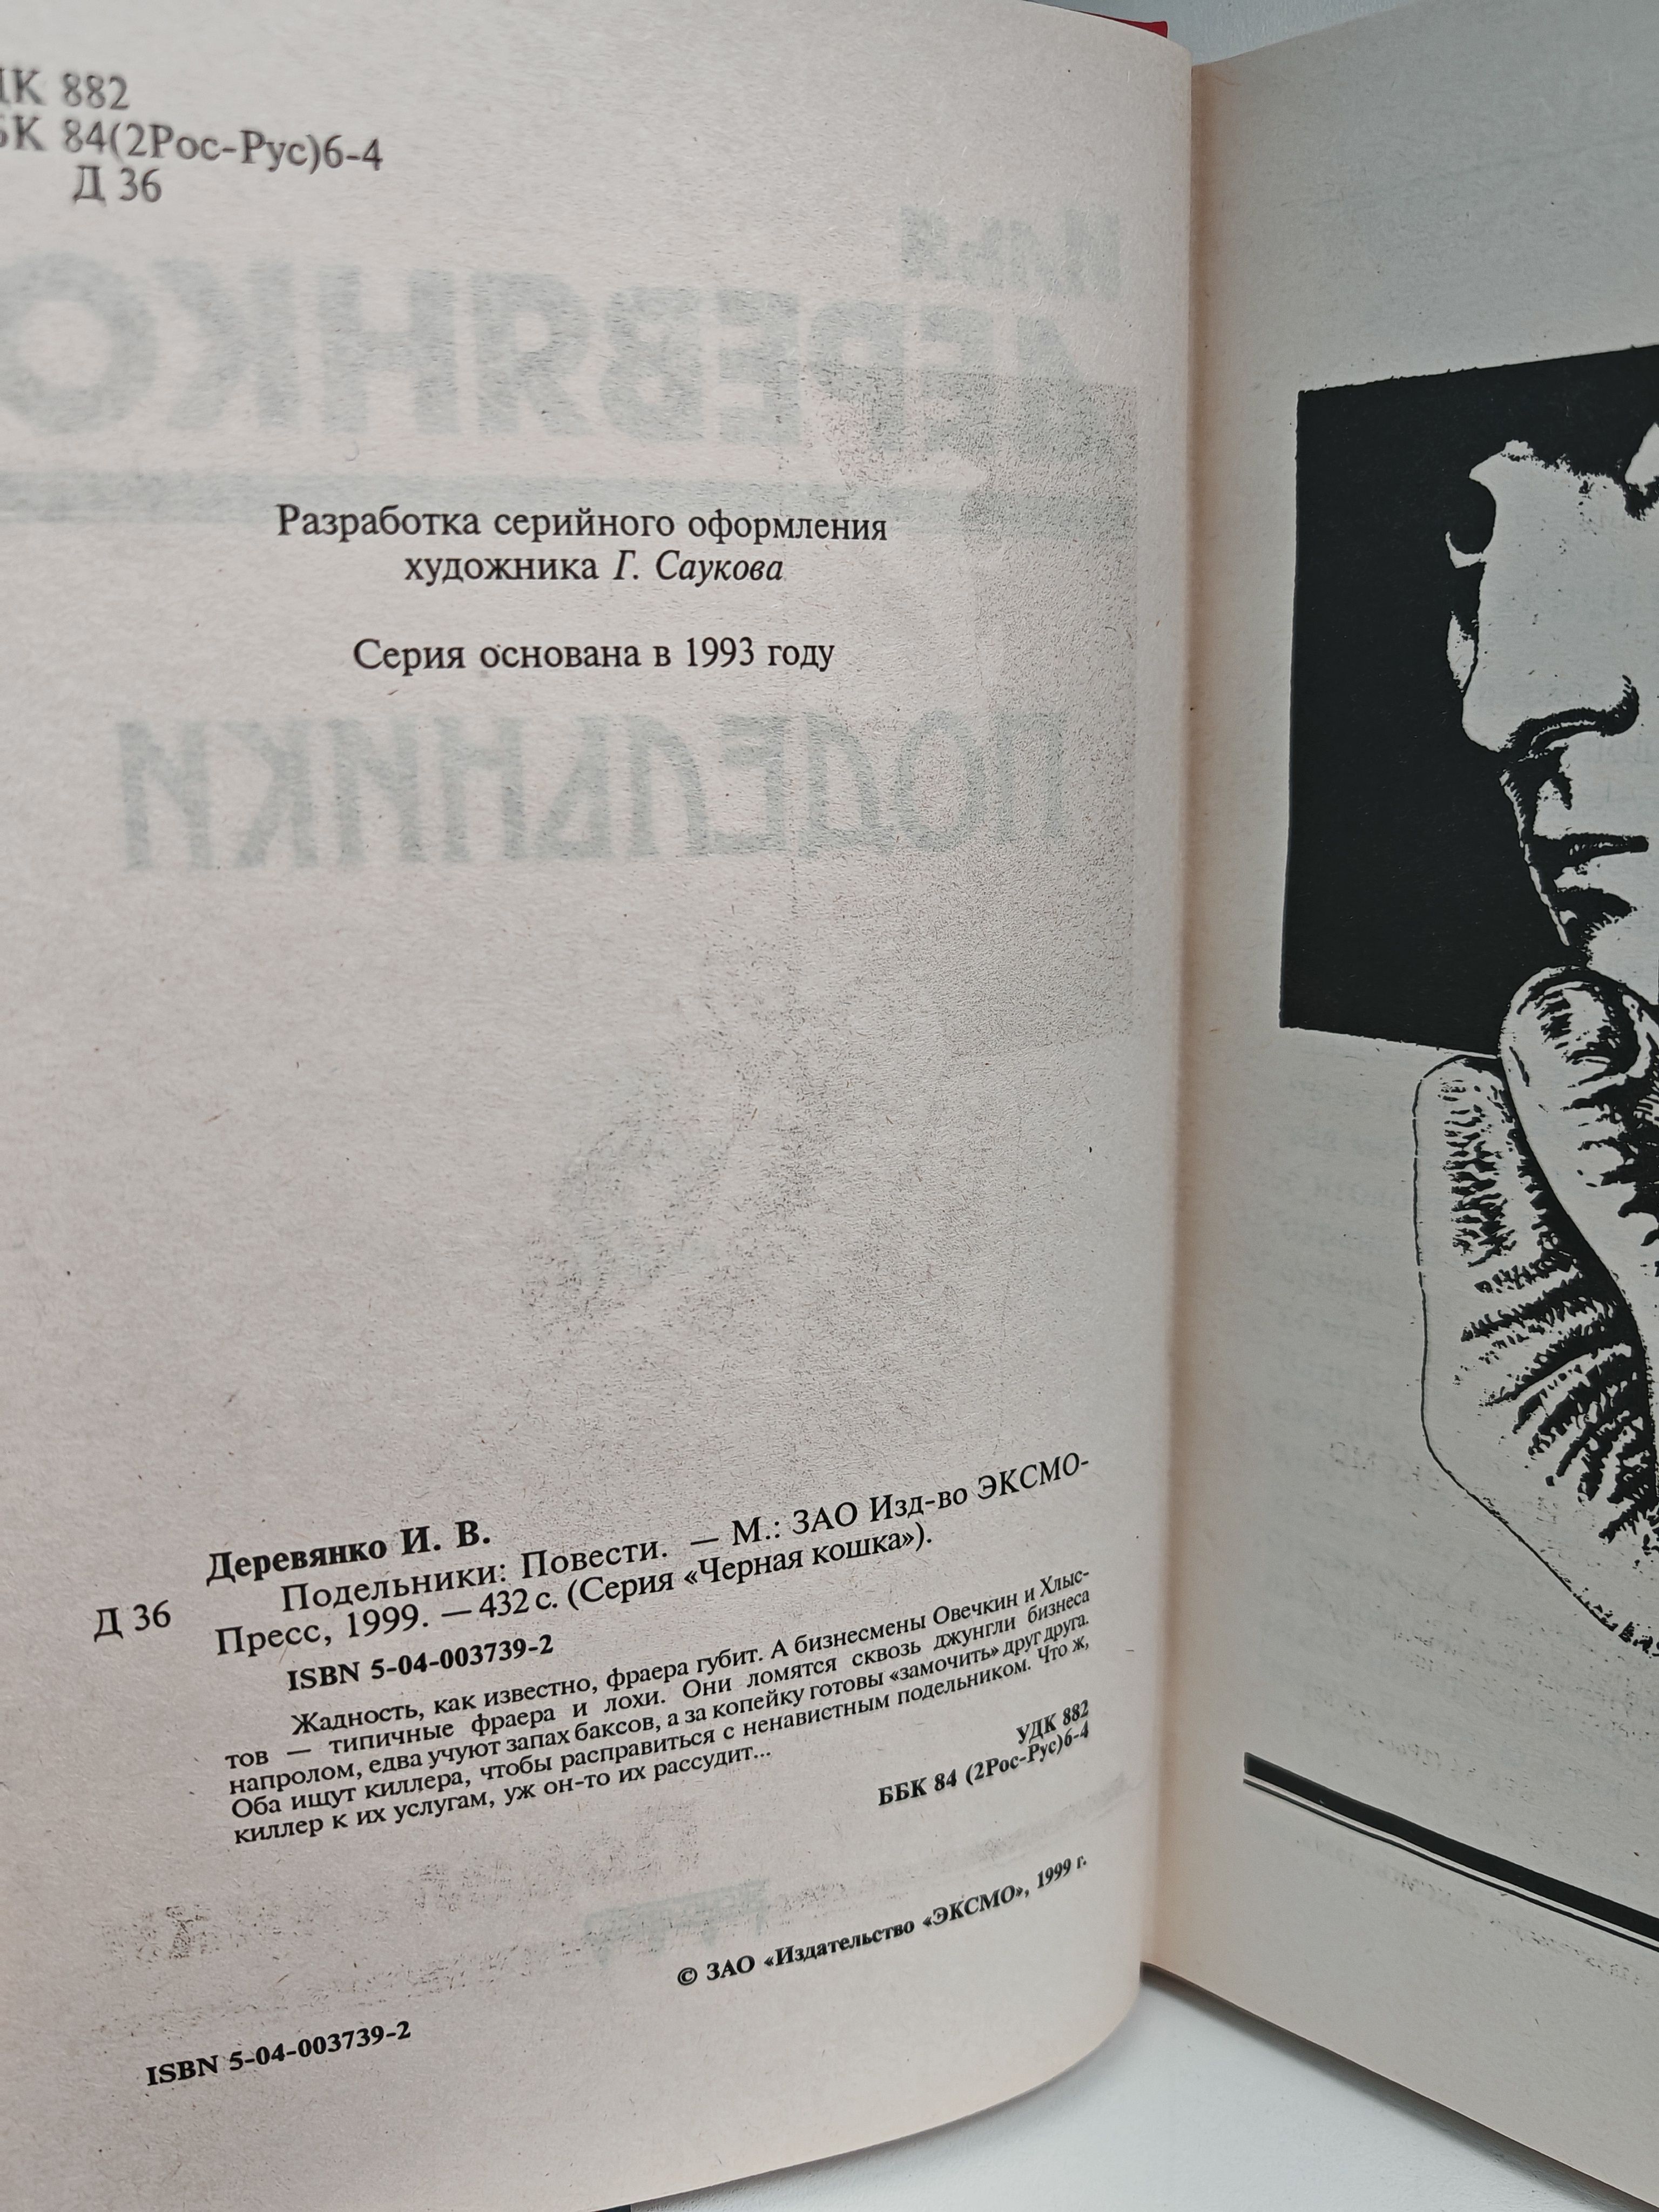 ДК 882
БК 84(2Рос-Рус)6-4
Д 36
Илья
ДЕРЕВЯНКО
Разработка серийного оформления
художника Г. Саукова
Серия основана в 1993 году
ПОДЕЛЬНИКИ
Деревянко И. В.
Д 36 Подельники: Повести. — М.: ЗАО Изд-во ЭКСМО-
Пресс, 1999. — 432 с. (Серия «Черная кошка»).
ISBN 5-04-003739-2
Жадность, как известно, фраера губит. А бизнесмены Овечкин и Хлыс-
тов — типичные фраера и лохи. Они ломятся сквозь джунгли бизнеса
напролом, едва учуют запах баксов, а за копейку готовы «замочить» друг друга.
Оба ищут киллера, чтобы расправиться с ненавистным подельником. Что ж,
киллер к их услугам, уж он-то их рассудит...
УДК 882
ББК 84 (2Рос-Рус)6-4
© ЗАО «Издательство «ЭКСМО», 1999 г.
ISBN 5-04-003739-2